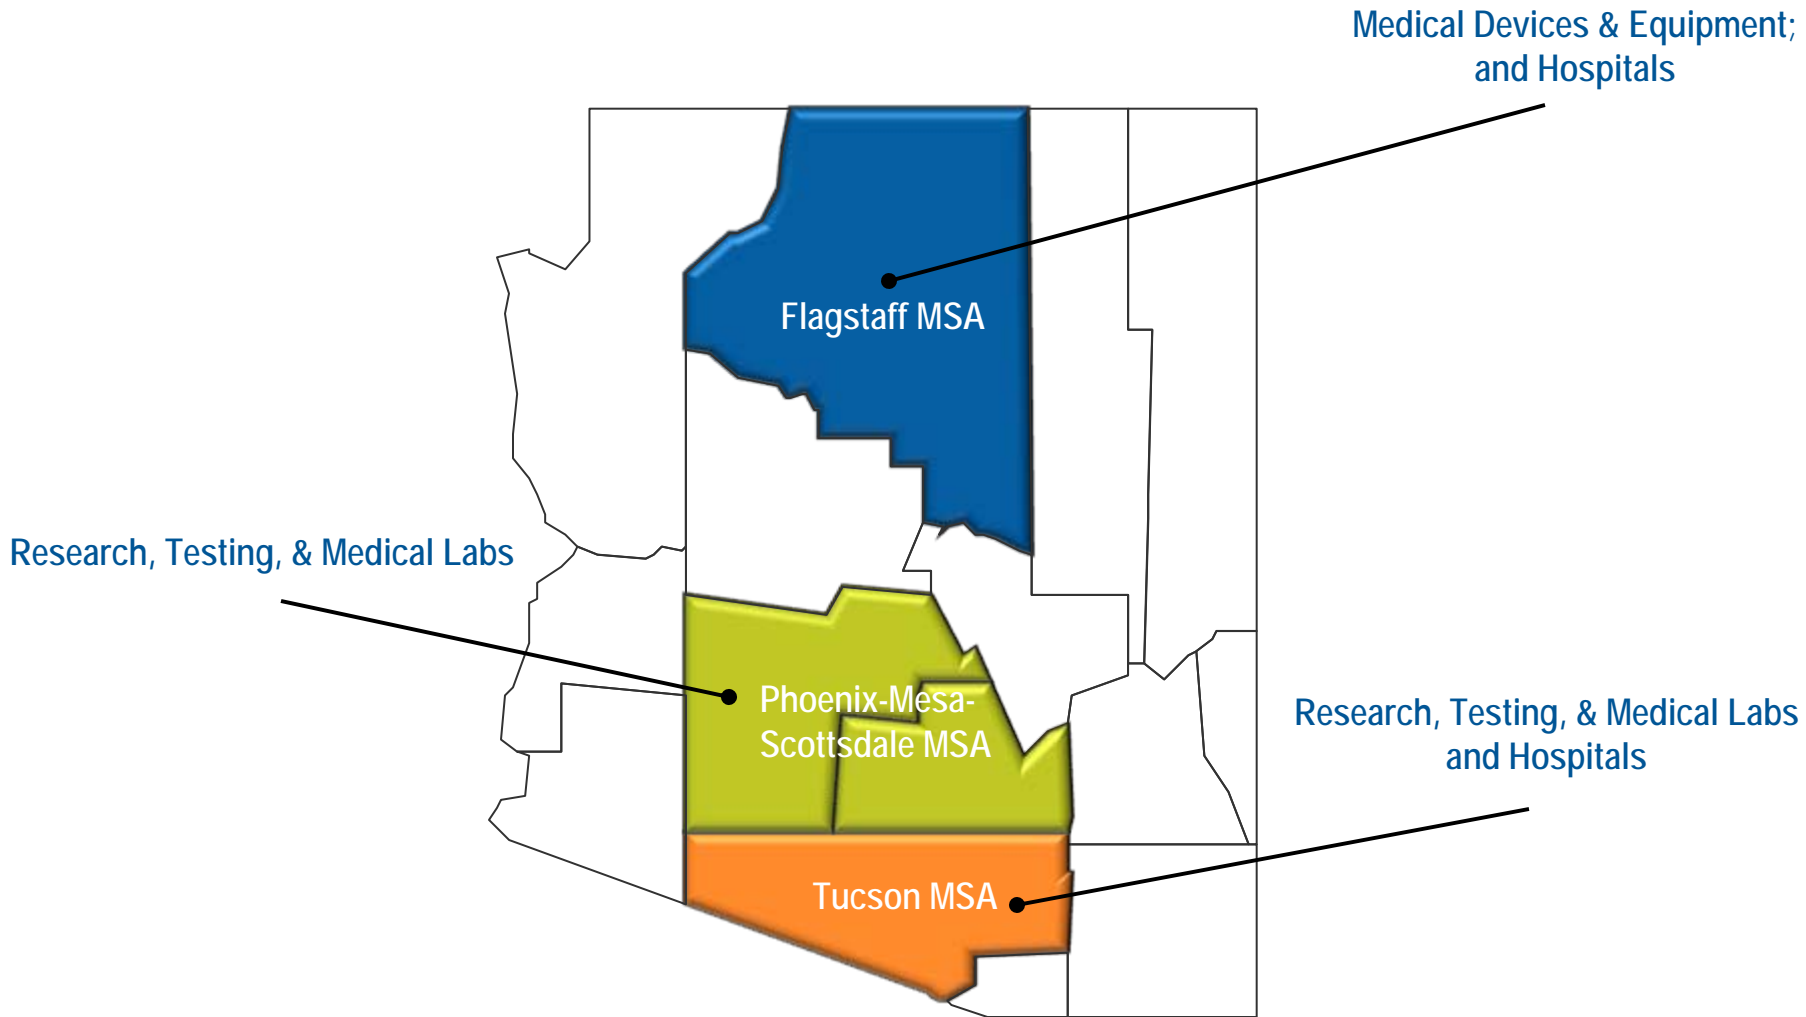 Medical Devices & Equipment;
and Hospitals
Flagstaff MSA
Research, Testing, & Medical Labs
Phoenix-Mesa-
Scottsdale MSA
Research, Testing, & Medical Labs
and Hospitals
Tucson MSA